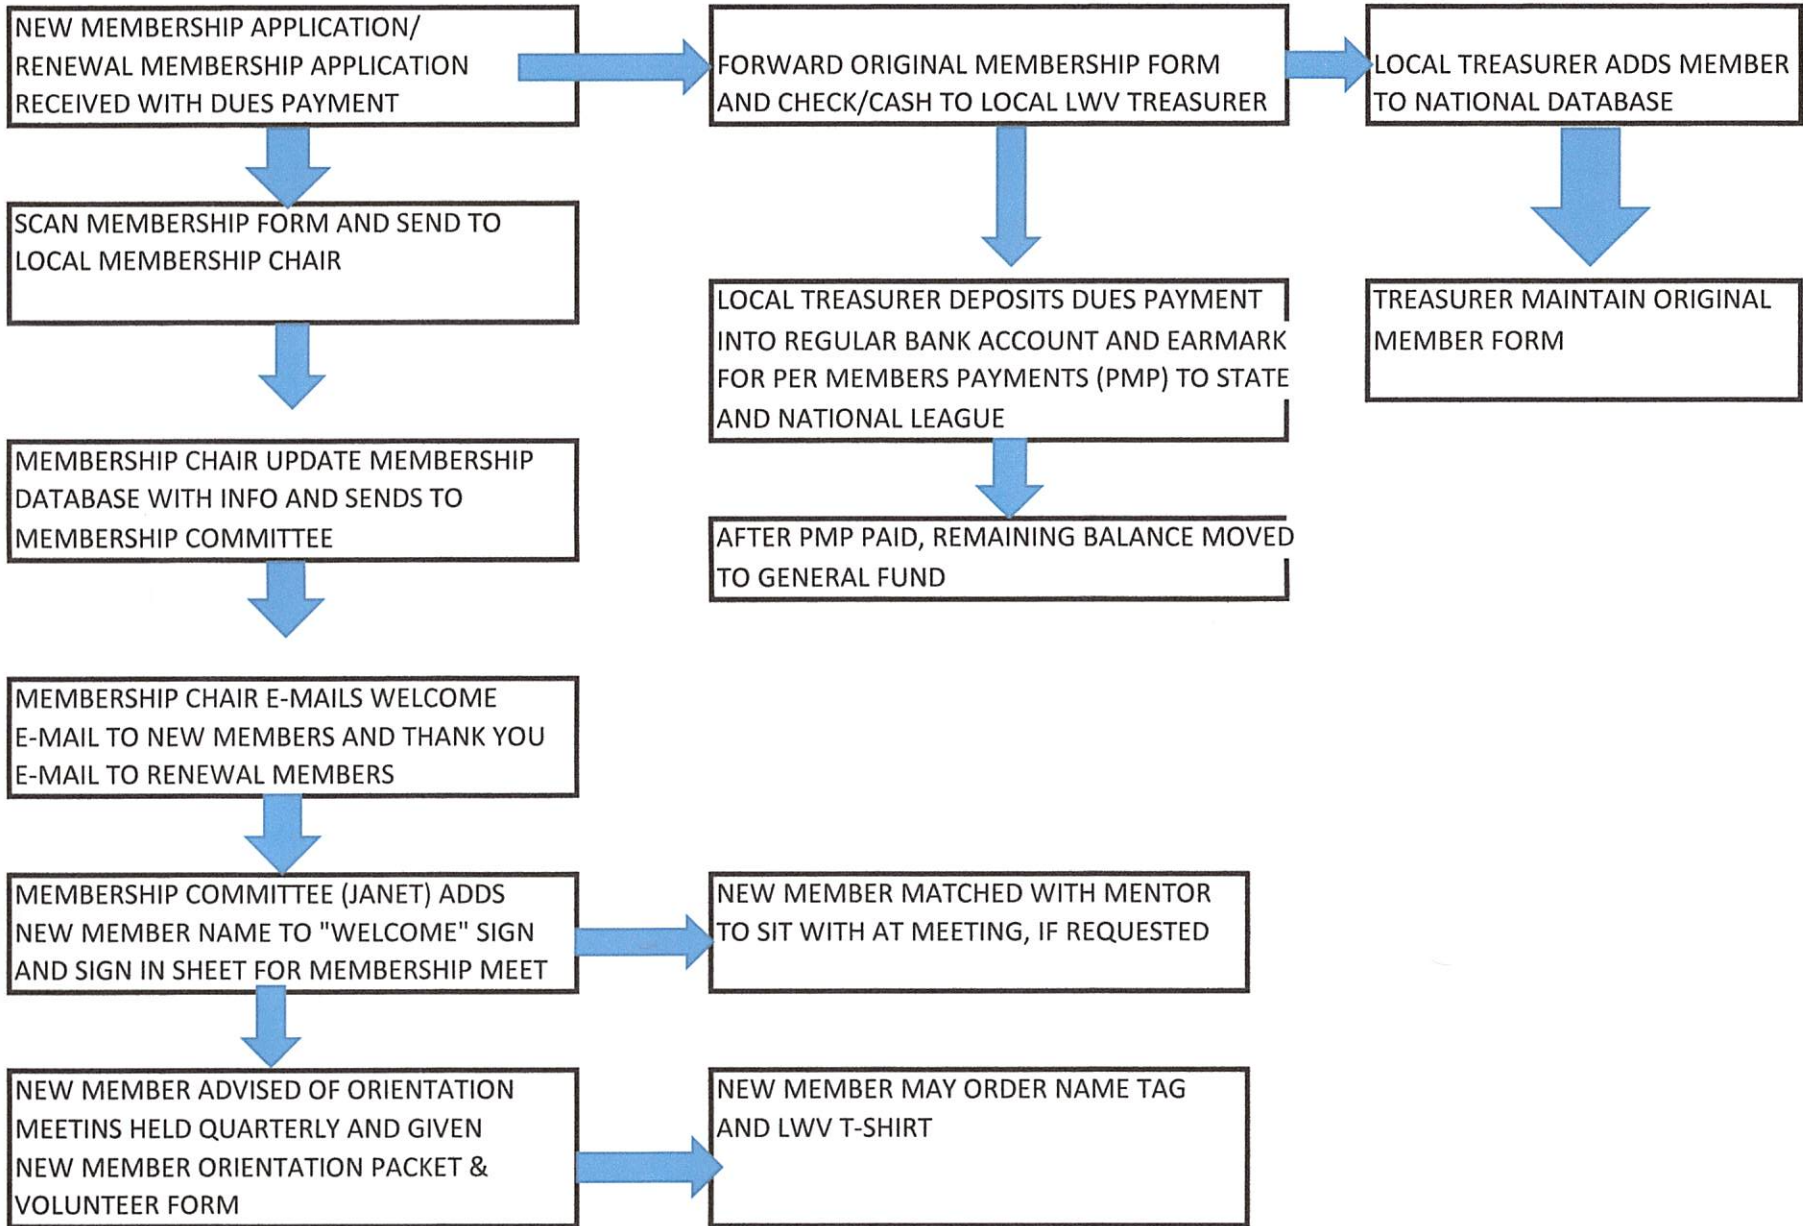 NEW MEMBERSHIP APPLICATION/
RENEWAL MEMBERSHIP APPLICATION
RECEIVED WITH DUES PAYMENT
FORWARD ORIGINAL MEMBERSHIP FORM
AND CHECK/CASH TO LOCAL LWV TREASURER
LOCAL TREASURER ADDS MEMBER
TO NATIONAL DATABASE
SCAN MEMBERSHIP FORM AND SEND TO
LOCAL MEMBERSHIP CHAIR
LOCAL TREASURER DEPOSITS DUES PAYMENT
INTO REGULAR BANK ACCOUNT AND EARMARK
FOR PER MEMBERS PAYMENTS (PMP) TO STATE
AND NATIONAL LEAGUE
TREASURER MAINTAIN ORIGINAL
MEMBER FORM
MEMBERSHIP CHAIR UPDATE MEMBERSHIP
DATABASE WITH INFO AND SENDS TO
MEMBERSHIP COMMITTEE
AFTER PMP PAID, REMAINING BALANCE MOVED
TO GENERAL FUND
MEMBERSHIP CHAIR E-MAILS WELCOME
E-MAIL TO NEW MEMBERS AND THANK YOU
E-MAIL TO RENEWAL MEMBERS
MEMBERSHIP COMMITTEE (JANET) ADDS
NEW MEMBER NAME TO "WELCOME" SIGN
AND SIGN IN SHEET FOR MEMBERSHIP MEET
NEW MEMBER MATCHED WITH MENTOR
TO SIT WITH AT MEETING, IF REQUESTED
NEW MEMBER ADVISED OF ORIENTATION
MEETINS HELD QUARTERLY AND GIVEN
NEW MEMBER ORIENTATION PACKET &
VOLUNTEER FORM
NEW MEMBER MAY ORDER NAME TAG
AND LWV T-SHIRT